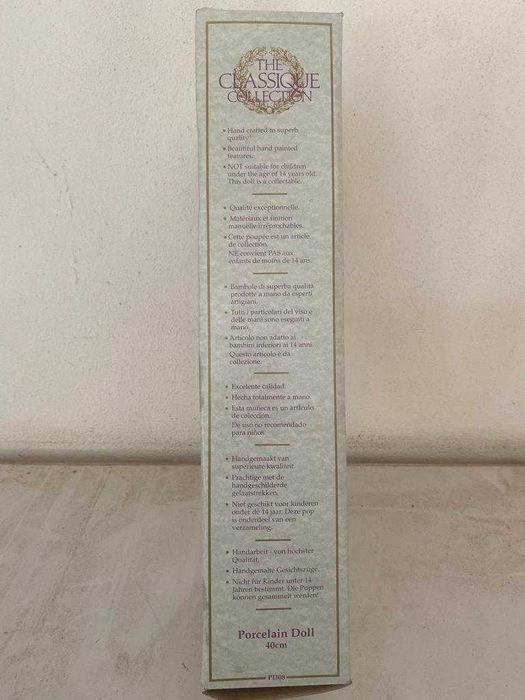 THE
CLASSIQUE
COLLECTION
• Hand crafted to superb
quality.
• Beautiful hand painted
features.
• NOT suitable for children
under the age of 14 years old.
This doll is a collectable.
• Qualité exceptionnelle.
• Matériaux et finition
manuelle irréprochables.
• Cette poupée est un article
de collection.
NE convient PAS aux
enfants de moins de 14 ans.
• Bambole di superba qualità
prodotte a mano da esperti
artigiani.
• Tutti i particolari del viso e
delle mani sono eseguiti a
mano.
• Articolo non adatto ai
bambini inferiori ai 14 anni.
Questo articolo è da
collezione.
• Excelente calidad.
• Hecha totalmente a mano.
• Esta muñeca es un artículo
de colección.
De uso no recomendado
para niños.
• Handgemaakt van
superieure kwaliteit.
• Prachtige met de
handgeschilderde
gelaatstrekken.
• Niet geschikt voor kinderen
onder de 14 jaar. Deze pop
is onderdeel van een
verzameling.
• Handarbeit - von höchster
Qualität.
• Handgemalte Gesichtszüge.
• Nicht für Kinder unter 14
Jahren bestimmt. Die Puppen
können gesammelt werden!
Porcelain Doll
40cm